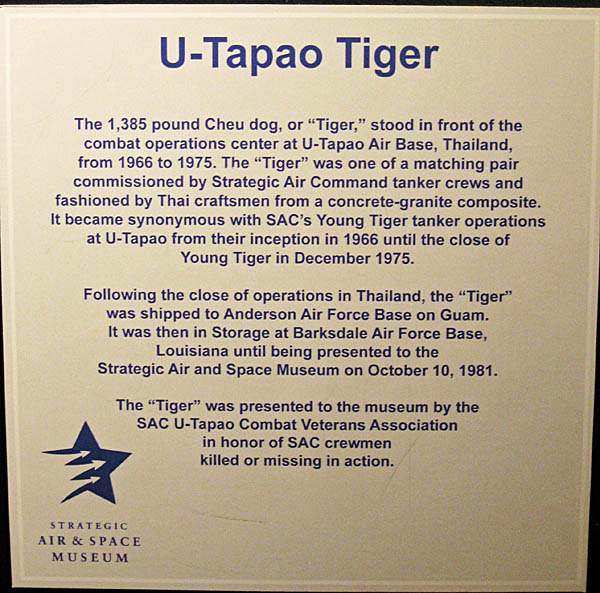 U-Tapao Tiger
The 1,385 pound Cheu dog, or “Tiger,” stood in front of the
combat operations center at U-Tapao Air Base, Thailand,
from 1966 to 1975. The “Tiger” was one of a matching pair
commissioned by Strategic Air Command tanker crews and
fashioned by Thai craftsmen from a concrete-granite composite.
It became synonymous with SAC’s Young Tiger tanker operations
at U-Tapao from their inception in 1966 until the close of
Young Tiger in December 1975.
Following the close of operations in Thailand, the “Tiger”
was shipped to Anderson Air Force Base on Guam.
It was then in Storage at Barksdale Air Force Base,
Louisiana until being presented to the
Strategic Air and Space Museum on October 10, 1981.
The “Tiger” was presented to the museum by the
SAC U-Tapao Combat Veterans Association
in honor of SAC crewmen
killed or missing in action.
STRATEGIC
AIR & SPACE
MUSEUM